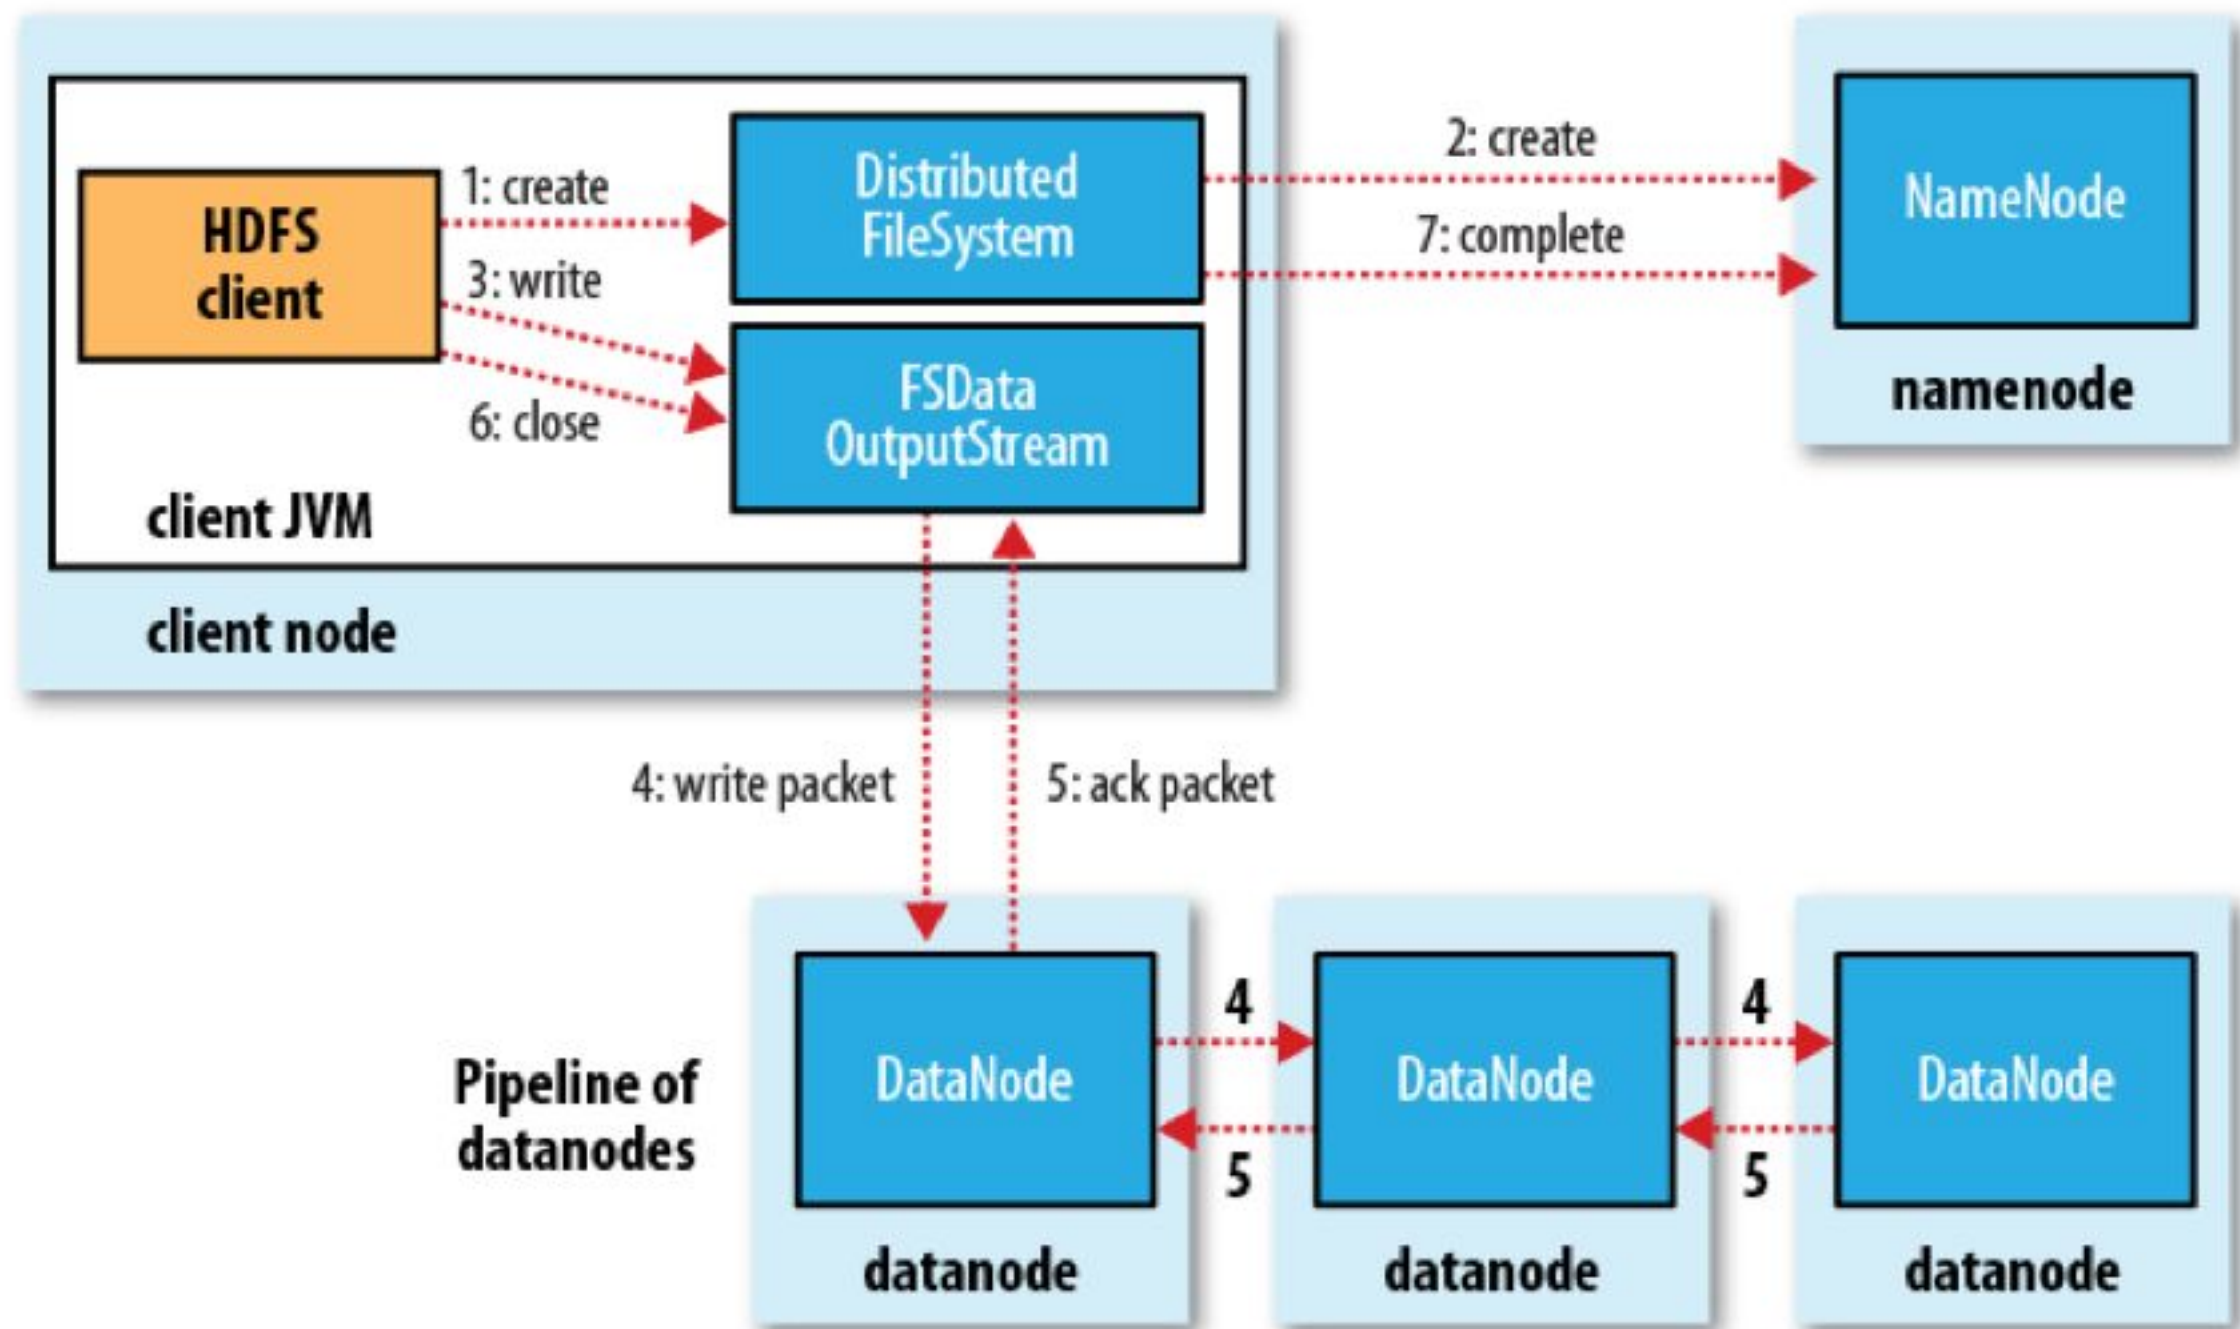 HDFS
client
1: create
3: write
6: close
Distributed
FileSystem
FSData
OutputStream
client JVM
client node
2: create
7: complete
NameNode
namenode
4: write packet
5: ack packet
Pipeline of
datanodes
DataNode
datanode
4
5
DataNode
datanode
4
5
DataNode
datanode